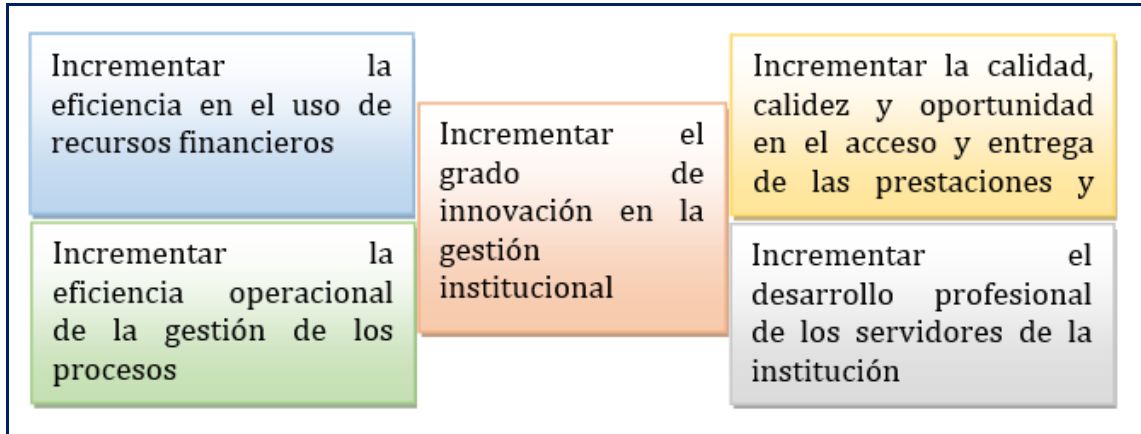 Incrementar la
eficiencia en el uso de
recursos financieros
Incrementar la
eficiencia operacional
de la gestión de los
procesos
Incrementar el
grado de
innovación en la
gestión
institucional
Incrementar la calidad,
calidez y oportunidad
en el acceso y entrega
de las prestaciones y
Incrementar el
desarrollo profesional
de los servidores de la
institución